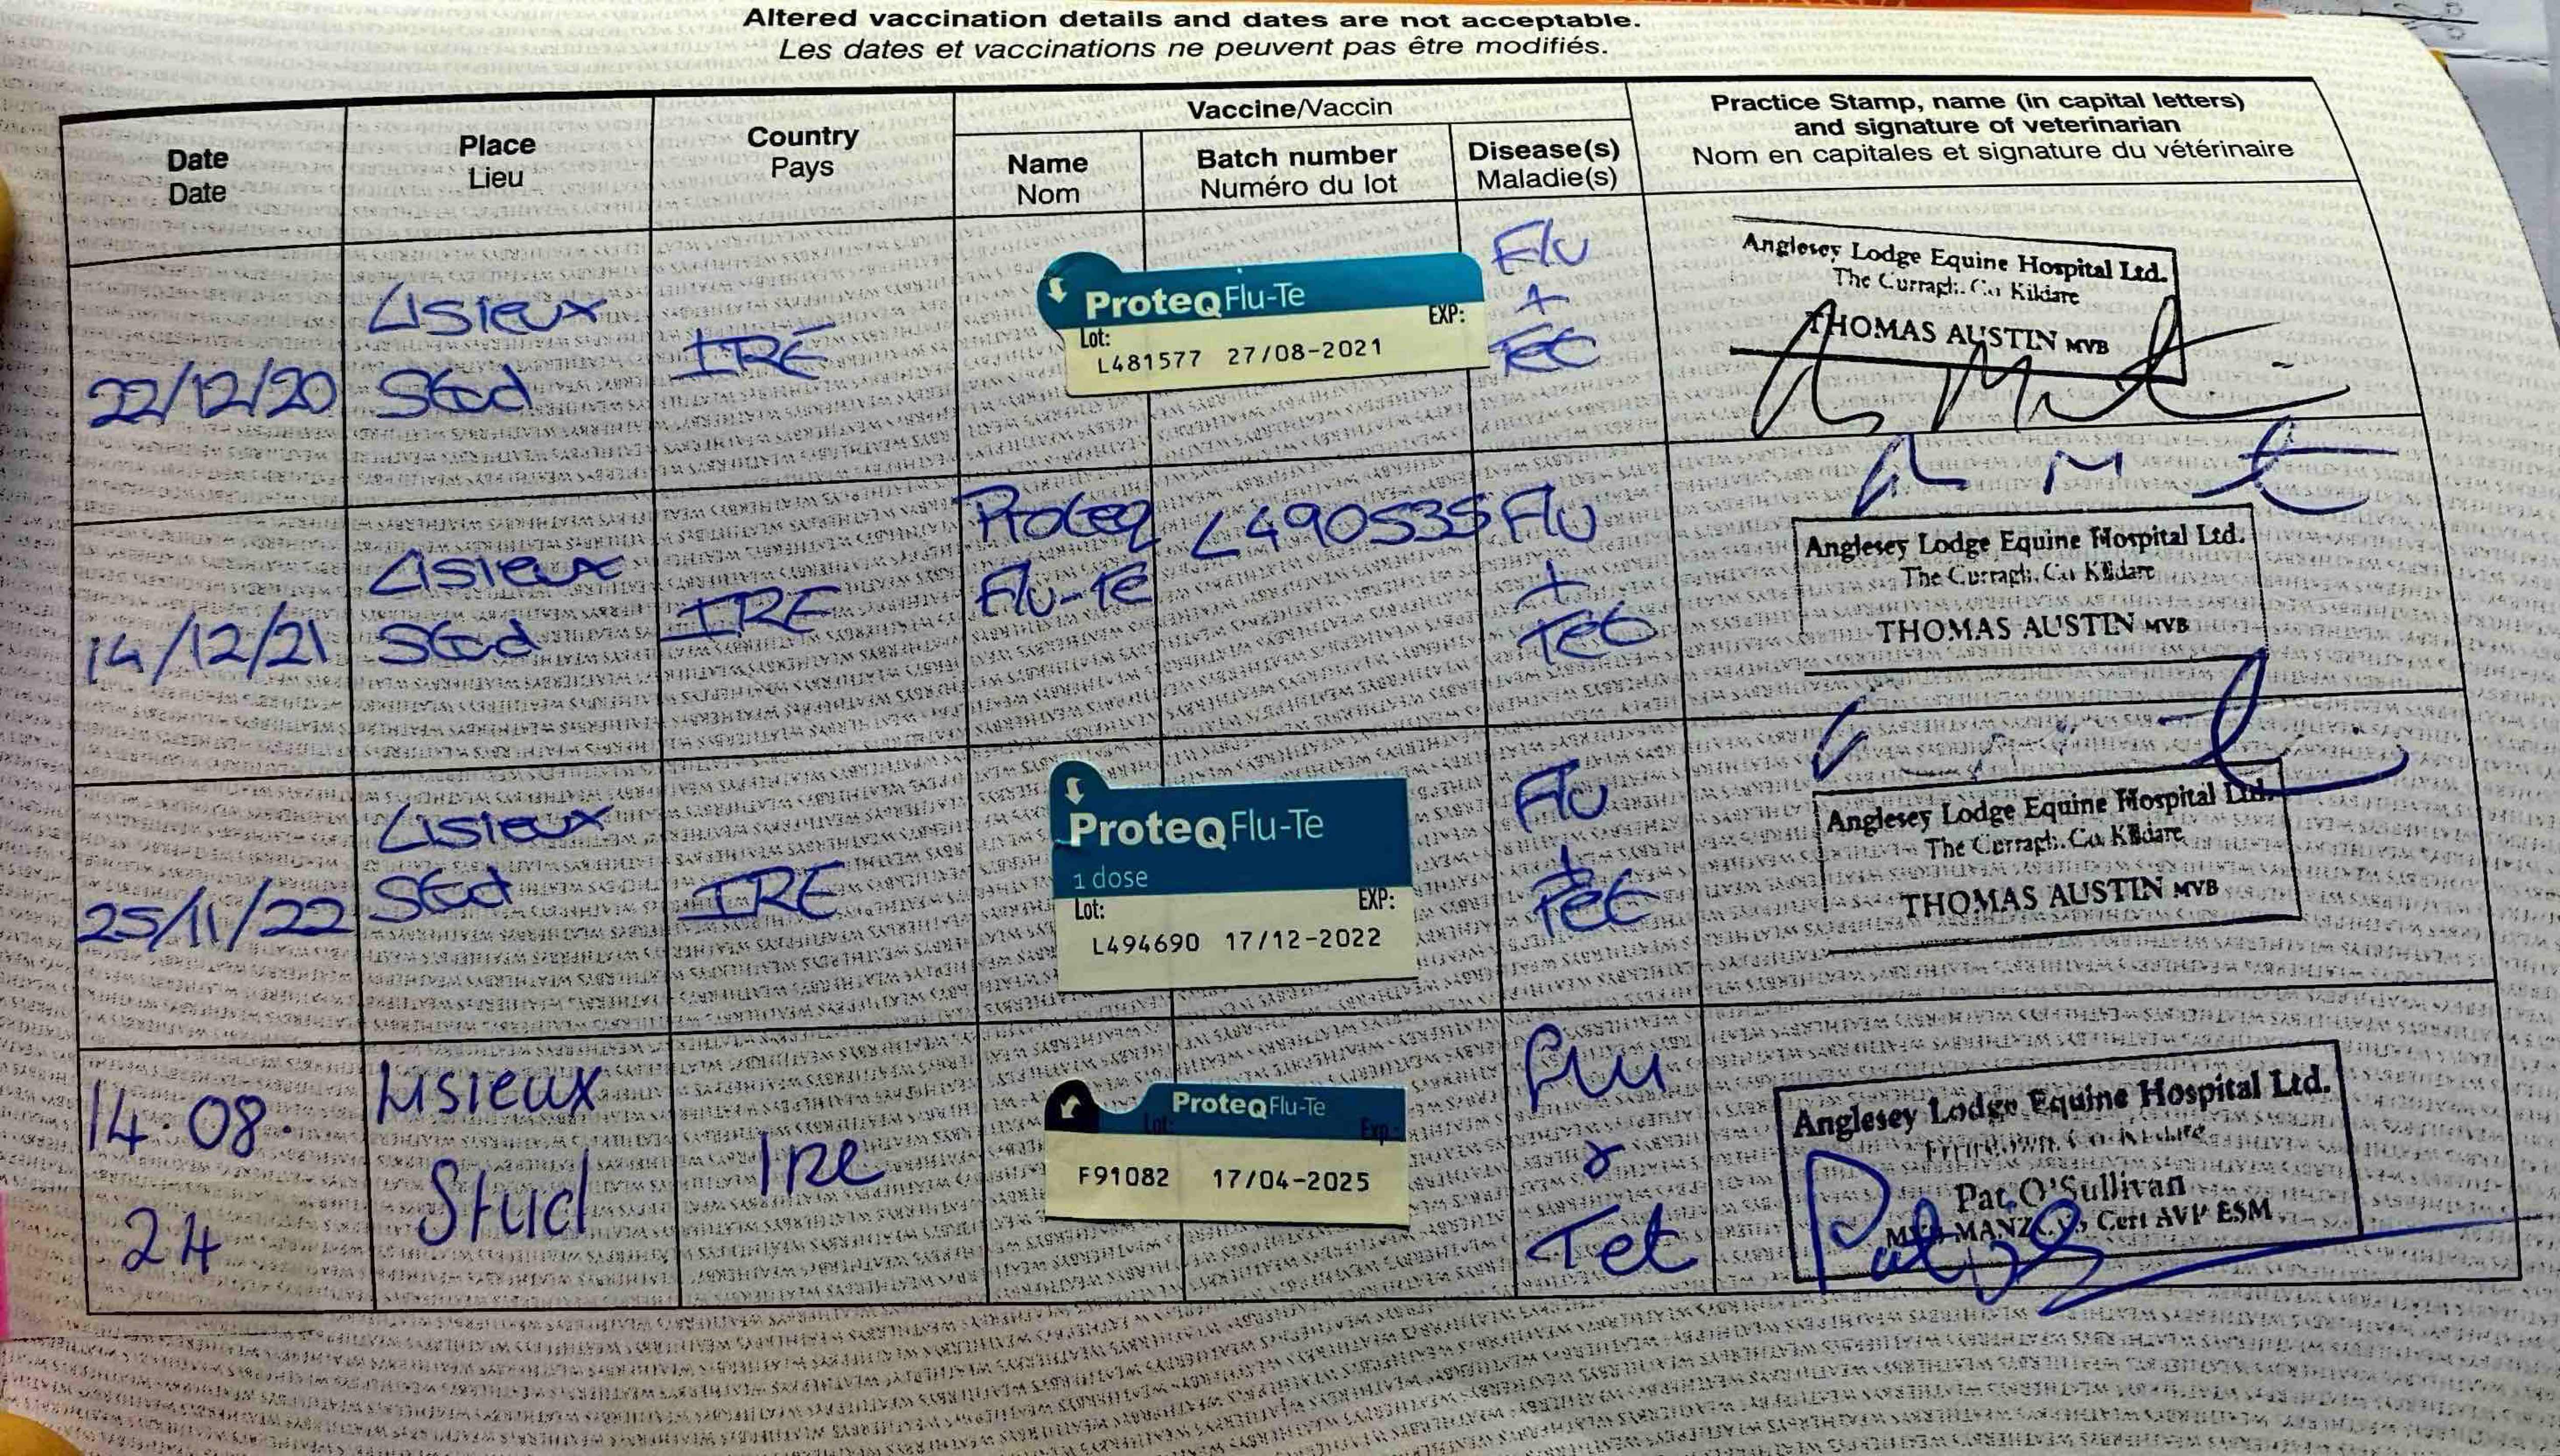 Altered vaccination details and dates are not acceptable.
Les dates et vaccinations ne peuvent pas être modifiés.
Date
Date
Place
Lieu
Country
Pays
Vaccine/Vaccin
Name
Nom
Batch number
Numéro du lot
Disease(s)
Maladie(s)
Practice Stamp, name (in capital letters)
and signature of veterinarian
Nom en capitales et signature du vétérinaire
22/12/20
Lisieux
Stud
IRE
ProteqFlu-Te
Lot: EXP:
L481577 27/08-2021
Flu
+
Tet
Anglesey Lodge Equine Hospital Ltd.
The Curragh. Co Kildare
THOMAS AUSTIN MVB
14/12/21
Lisieux
Stud
IRE
Proteq
Flu-Te
L490535
Flu
+
Tet
Anglesey Lodge Equine Hospital Ltd.
The Curragh. Co Kildare
THOMAS AUSTIN MVB
25/11/22
Lisieux
Stud
IRE
ProteqFlu-Te
1 dose
Lot: EXP:
L494690 17/12-2022
Flu
+
Tet
Anglesey Lodge Equine Hospital Ltd.
The Curragh. Co Kildare
THOMAS AUSTIN MVB
14.08.
24
Lisieux
Stud
Ire
ProteqFlu-Te
Lot: Exp:
F91082 17/04-2025
Flu
&
Tet
Anglesey Lodge Equine Hospital Ltd.
Co. Kildare
Pat O'Sullivan
Cert AVP ESM